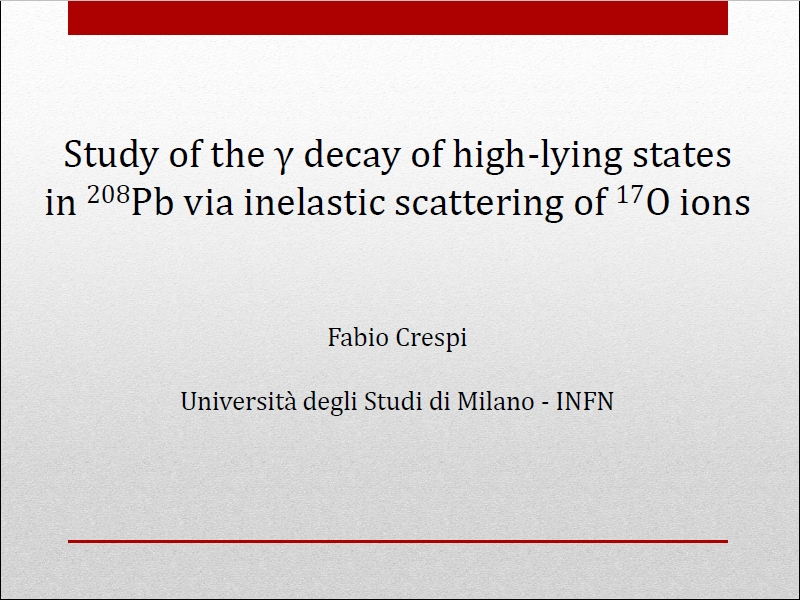 Study of the γ decay of high-lying states
in ²⁰⁸Pb via inelastic scattering of ¹⁷O ions
Fabio Crespi
Università degli Studi di Milano - INFN